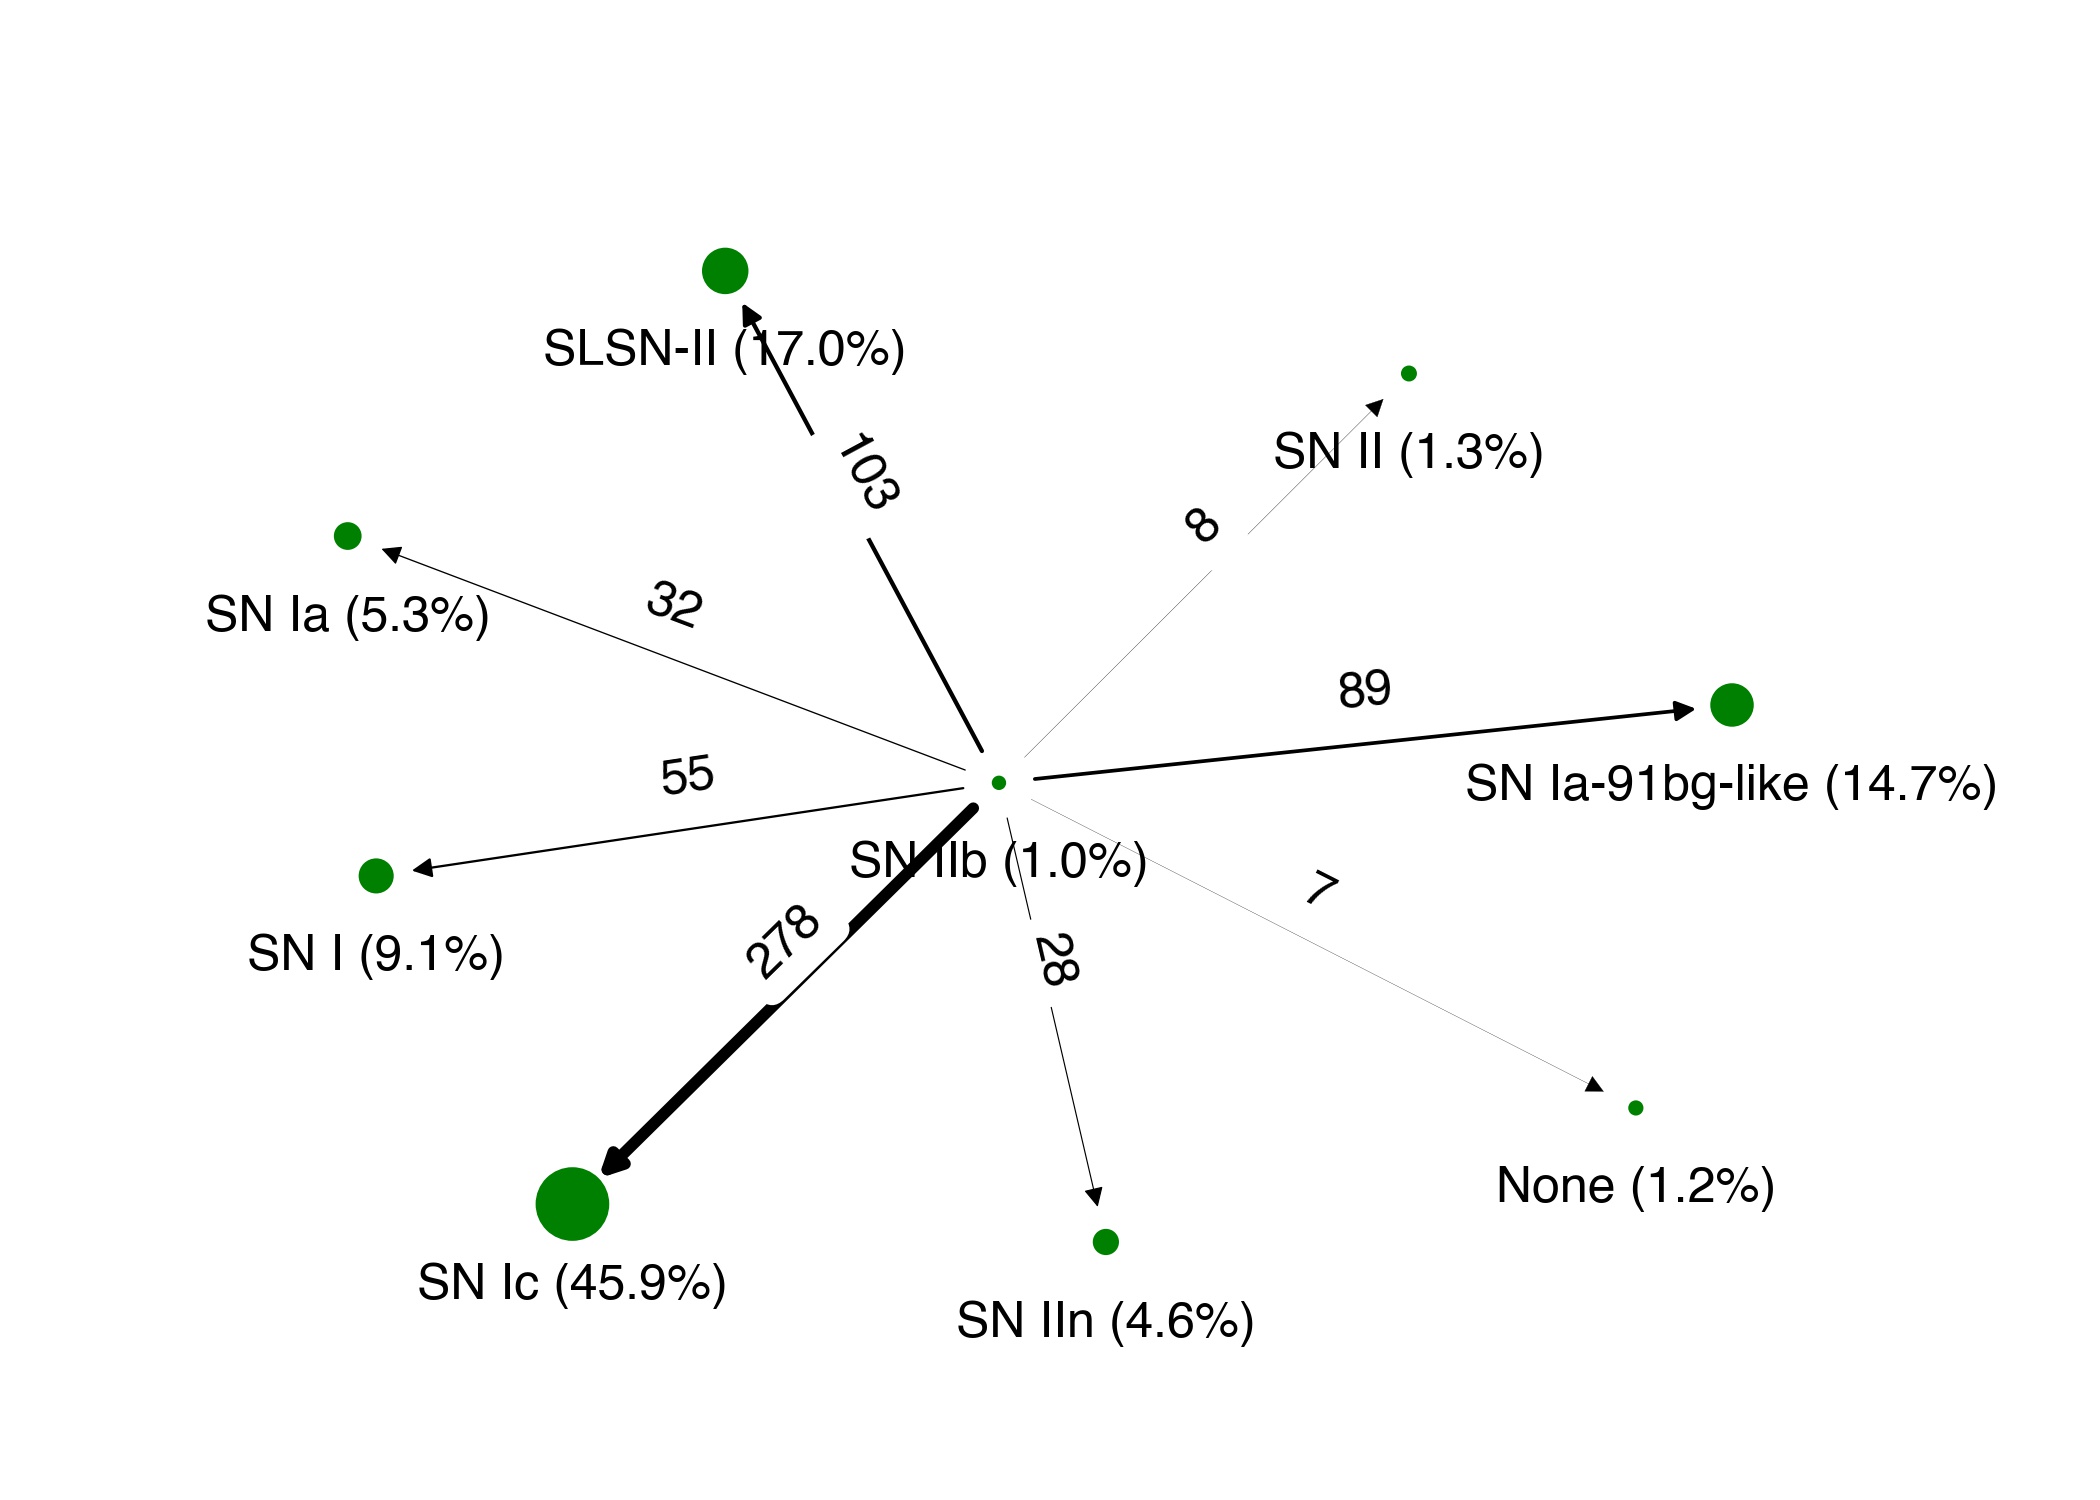 SLSN-II (17.0%)
SN II (1.3%)
103
8
32
SN Ia (5.3%)
89
55
SN Ia-91bg-like (14.7%)
SN IIb (1.0%)
7
278
28
SN I (9.1%)
None (1.2%)
SN Ic (45.9%)
SN IIn (4.6%)